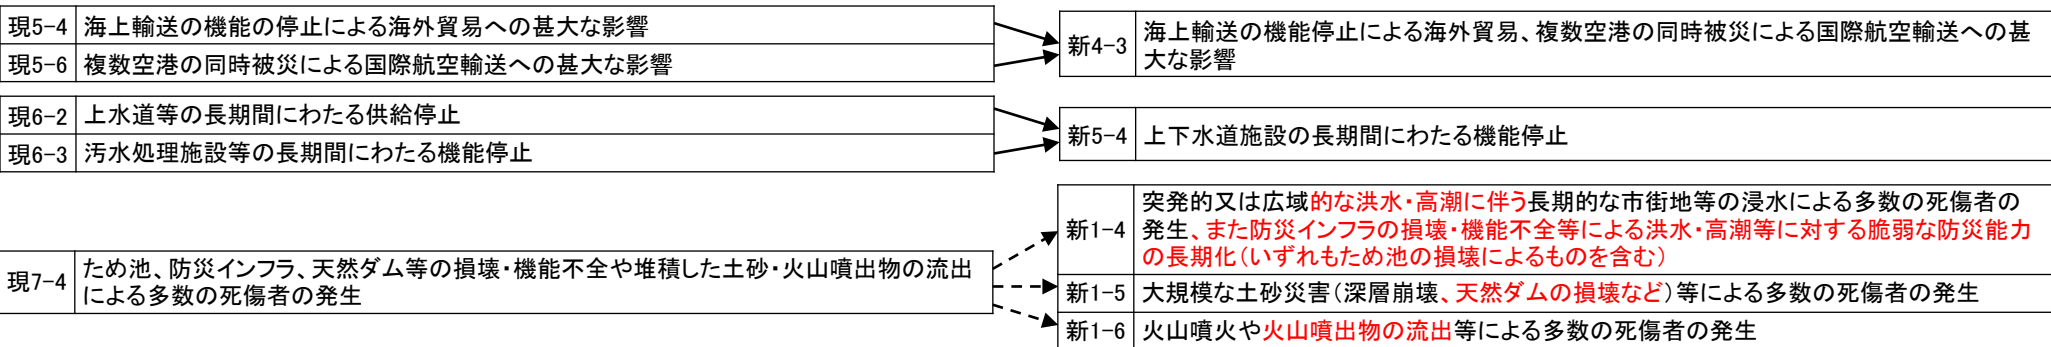 現5-4 海上輸送の機能の停止による海外貿易への甚大な影響
現5-6 複数空港の同時被災による国際航空輸送への甚大な影響
新4-3 海上輸送の機能停止による海外貿易、複数空港の同時被災による国際航空輸送への甚
大な影響
現6-2 上水道等の長期間にわたる供給停止
現6-3 汚水処理施設等の長期間にわたる機能停止
新5-4 上下水道施設の長期間にわたる機能停止
現7-4 ため池、防災インフラ、天然ダム等の損壊・機能不全や堆積した土砂・火山噴出物の流出
による多数の死傷者の発生
新1-4 突発的又は広域的な洪水・高潮に伴う長期的な市街地等の浸水による多数の死傷者の
発生、また防災インフラの損壊・機能不全等による洪水・高潮等に対する脆弱な防災能力
の長期化(いずれもため池の損壊によるものを含む)
新1-5 大規模な土砂災害(深層崩壊、天然ダムの損壊など)等による多数の死傷者の発生
新1-6 火山噴火や火山噴出物の流出等による多数の死傷者の発生